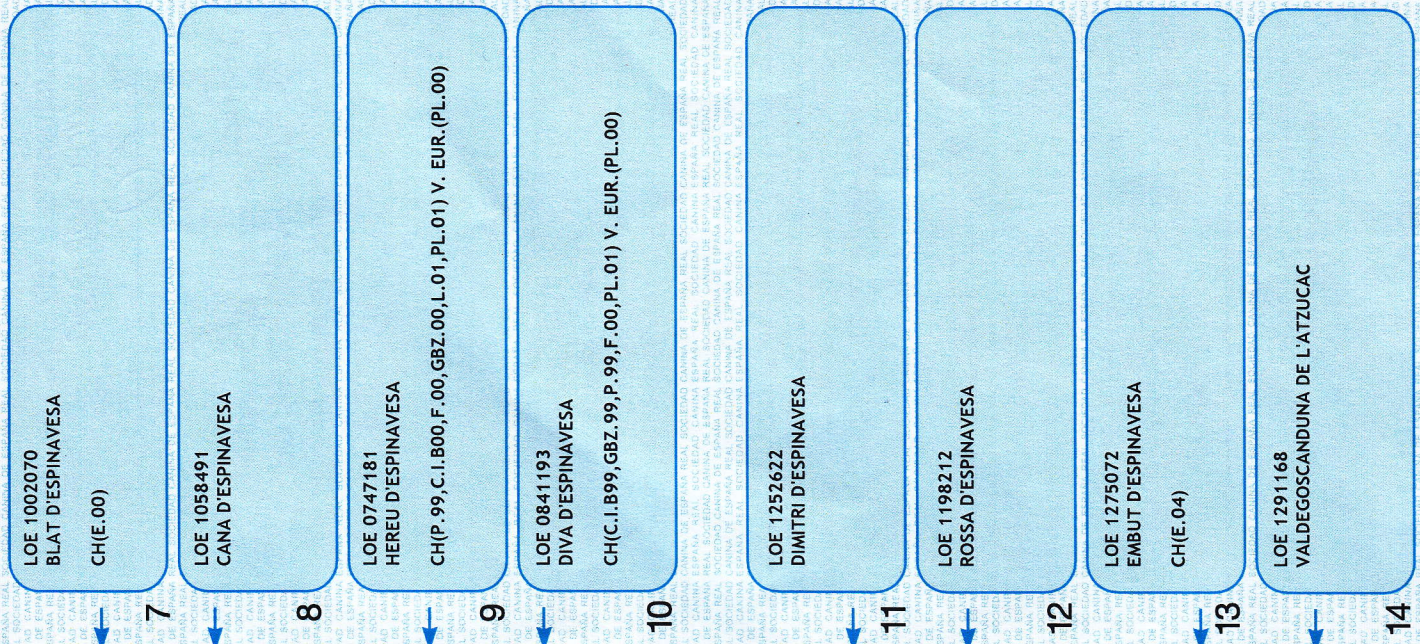 LOE 1002070
BLAT D'ESPINAVESA
CH(E.00)
7
LOE 1058491
CANA D'ESPINAVESA
8
LOE 0747181
HEREU D'ESPINAVESA
CH(P.99,C.I.B00,F.00,GBZ.00,L.01,PL.01) V. EUR.(PL.00)
9
LOE 0841193
DIVA D'ESPINAVESA
CH(C.I.B99,GBZ.99,P.99,F.00,PL.01) V. EUR.(PL.00)
10
LOE 1252622
DIMITRI D'ESPINAVESA
11
LOE 1198212
ROSSA D'ESPINAVESA
12
LOE 1275072
EMBUT D'ESPINAVESA
CH(E.04)
13
LOE 1291168
VALDEGOSCANDUNA DE L'ATZUCAC
14